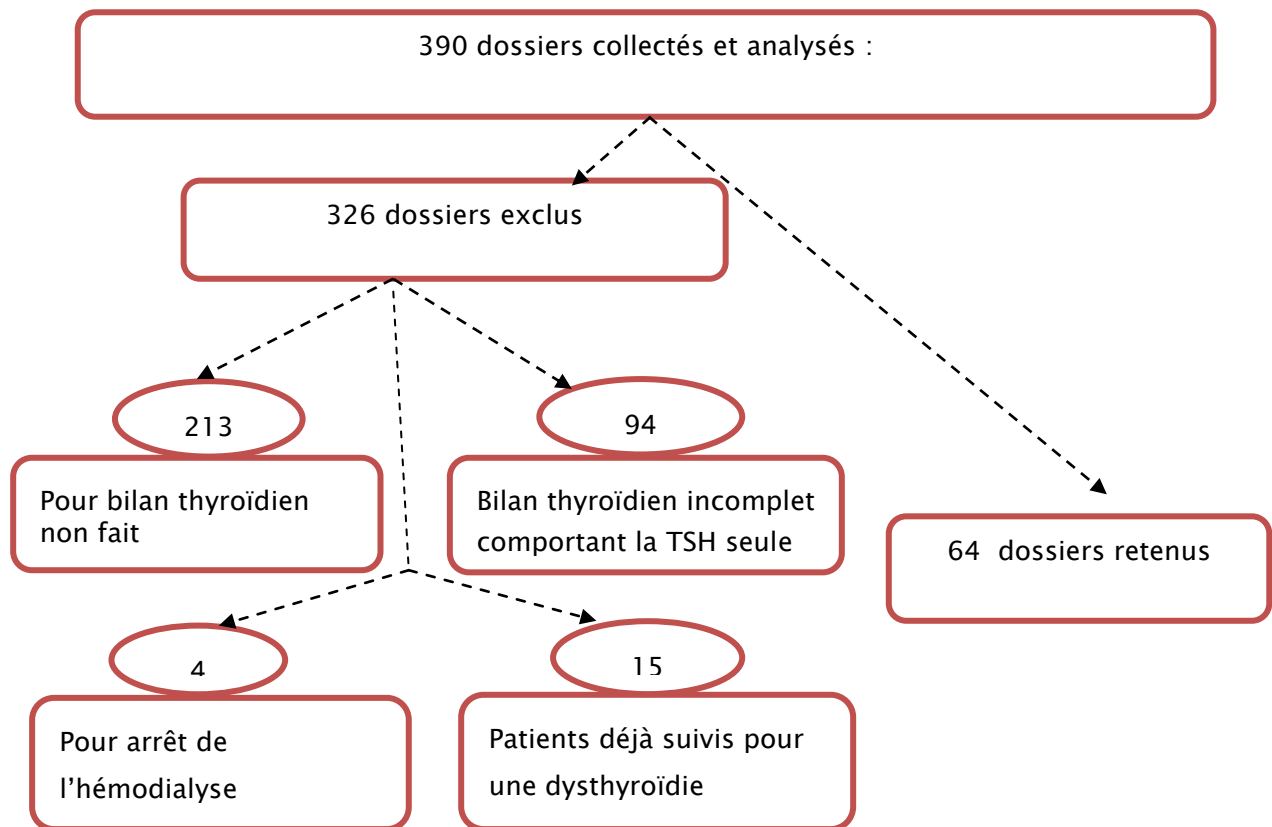 390 dossiers collectés et analysés :
326 dossiers exclus
213
94
Pour bilan thyroïdien
non fait
Bilan thyroïdien incomplet
comportant la TSH seule
64 dossiers retenus
4
15
Pour arrêt de
l'hémodialyse
Patients déjà suivis pour
une dysthyroïdie